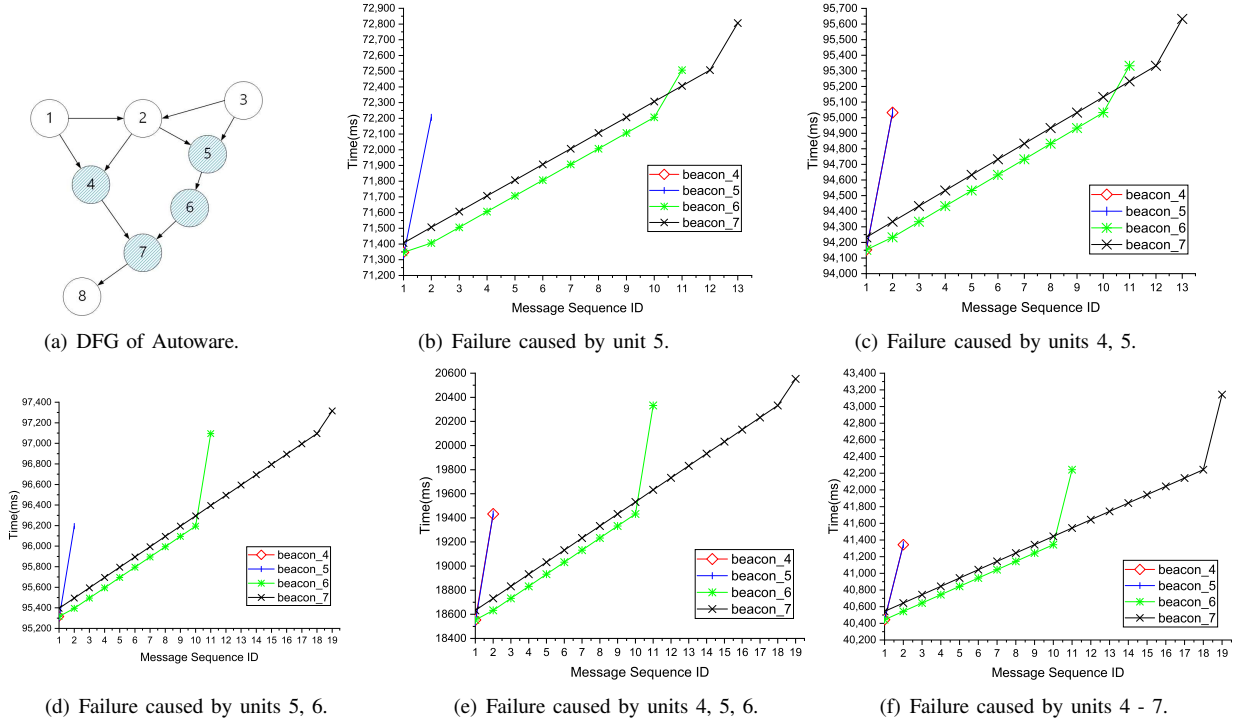 1
2
3
4
5
6
7
8
(a) DFG of Autoware.
72,900
72,800
72,700
72,600
72,500
72,400
72,300
72,200
72,100
72,000
71,900
71,800
71,700
71,600
71,500
71,400
71,300
71,200
Time(ms)
beacon_4
beacon_5
beacon_6
beacon_7
1 2 3 4 5 6 7 8 9 10 11 12 13
Message Sequence ID
(b) Failure caused by unit 5.
95,700
95,600
95,500
95,400
95,300
95,200
95,100
95,000
94,900
94,800
94,700
94,600
94,500
94,400
94,300
94,200
94,100
94,000
Time(ms)
beacon_4
beacon_5
beacon_6
beacon_7
1 2 3 4 5 6 7 8 9 10 11 12 13
Message Sequence ID
(c) Failure caused by units 4, 5.
97,400
97,200
97,000
96,800
96,600
96,400
96,200
96,000
95,800
95,600
95,400
95,200
Time(ms)
beacon_4
beacon_5
beacon_6
beacon_7
1 2 3 4 5 6 7 8 9 10 11 12 13 14 15 16 17 18 19
Message Sequence ID
(d) Failure caused by units 5, 6.
20600
20400
20200
20000
19800
19600
19400
19200
19000
18800
18600
18400
Time(ms)
beacon_4
beacon_5
beacon_6
beacon_7
1 2 3 4 5 6 7 8 9 10 11 12 13 14 15 16 17 18 19
Message Sequence ID
(e) Failure caused by units 4, 5, 6.
43,400
43,200
43,000
42,800
42,600
42,400
42,200
42,000
41,800
41,600
41,400
41,200
41,000
40,800
40,600
40,400
40,200
Time(ms)
beacon_4
beacon_5
beacon_6
beacon_7
1 2 3 4 5 6 7 8 9 10 11 12 13 14 15 16 17 18 19
Message Sequence ID
(f) Failure caused by units 4 - 7.